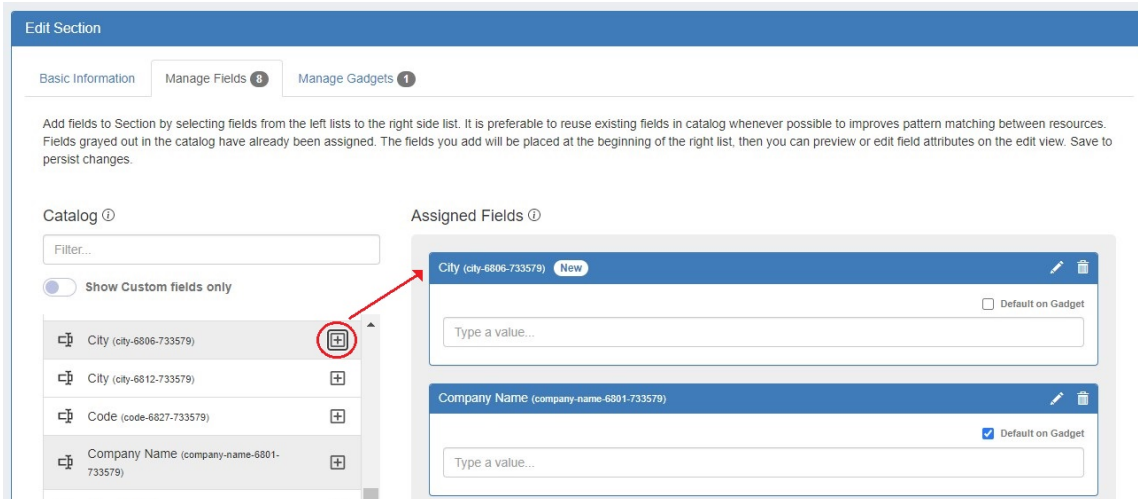 Edit Section
Basic Information
Manage Fields 8
Manage Gadgets 1
Add fields to Section by selecting fields from the left lists to the right side list. It is preferable to reuse existing fields in catalog whenever possible to improves pattern matching between resources.
Fields grayed out in the catalog have already been assigned. The fields you add will be placed at the beginning of the right list, then you can preview or edit field attributes on the edit view. Save to
persist changes.
Catalog
Filter...
Show Custom fields only
City (city-6806-733579)
City (city-6812-733579)
Code (code-6827-733579)
Company Name (company-name-6801-
733579)
Assigned Fields
City (city-6806-733579) New
Default on Gadget
Type a value...
Company Name (company-name-6801-733579)
Default on Gadget
Type a value...